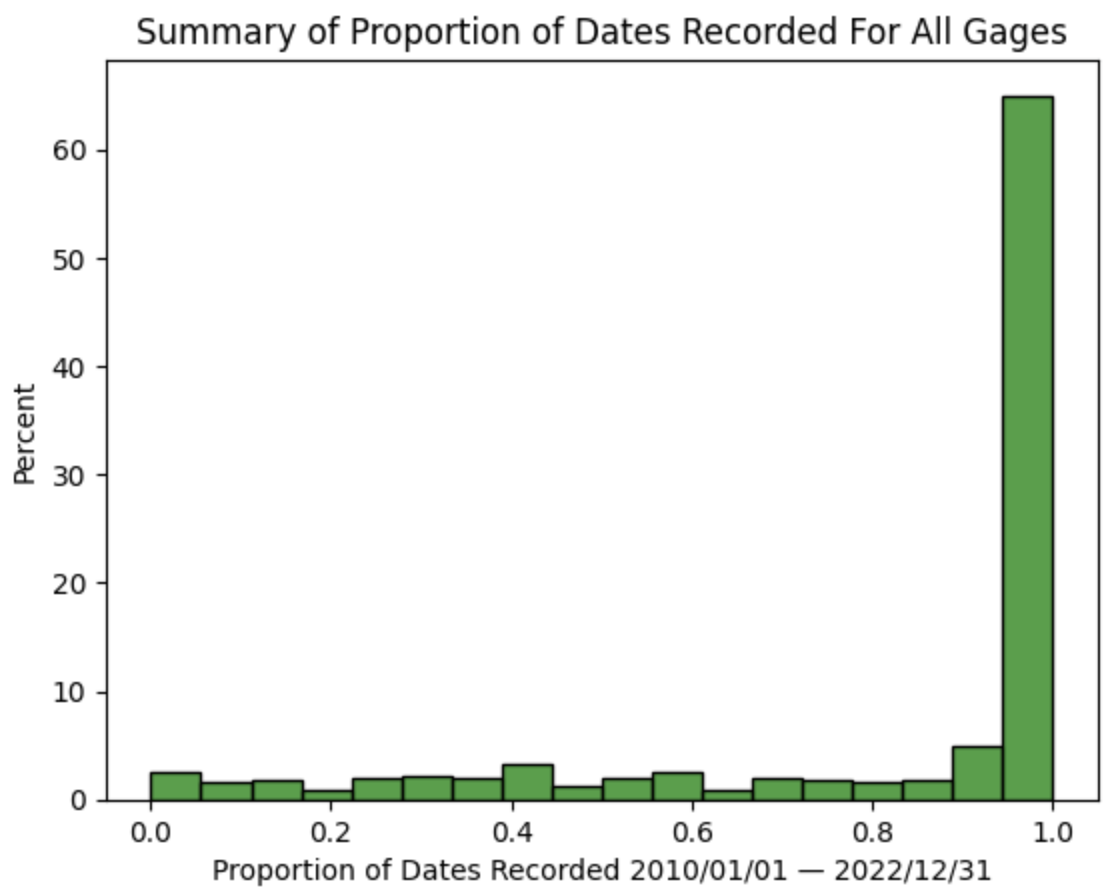 Summary of Proportion of Dates Recorded For All Gages
Percent
60
50
40
30
20
10
0
0.0 0.2 0.4 0.6 0.8 1.0
Proportion of Dates Recorded 2010/01/01 — 2022/12/31